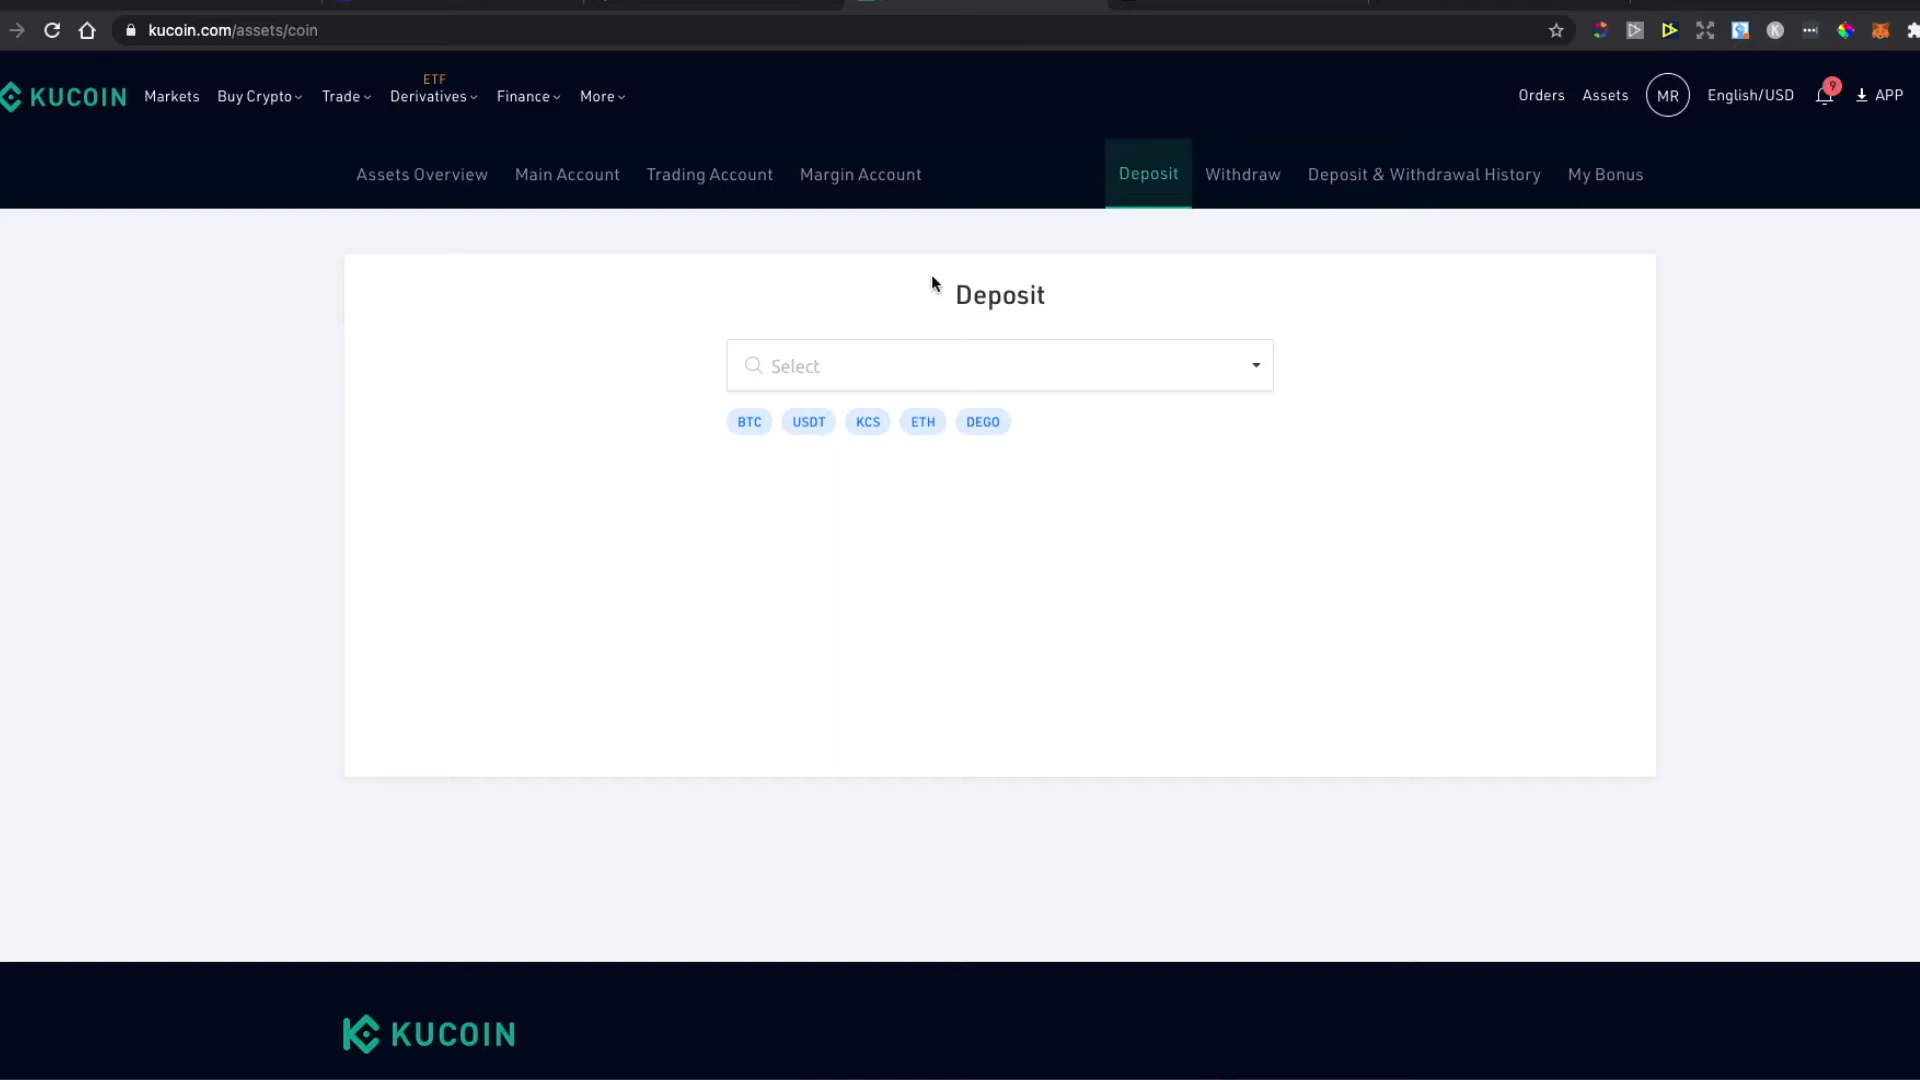 kucoin.com/assets/coin
KUCOIN Markets Buy Crypto Trade ETF Derivatives Finance More Orders Assets MR English/USD 9 APP
Assets Overview Main Account Trading Account Margin Account Deposit Withdraw Deposit & Withdrawal History My Bonus
Deposit
Select
BTC USDT KCS ETH DEGO
KUCOIN